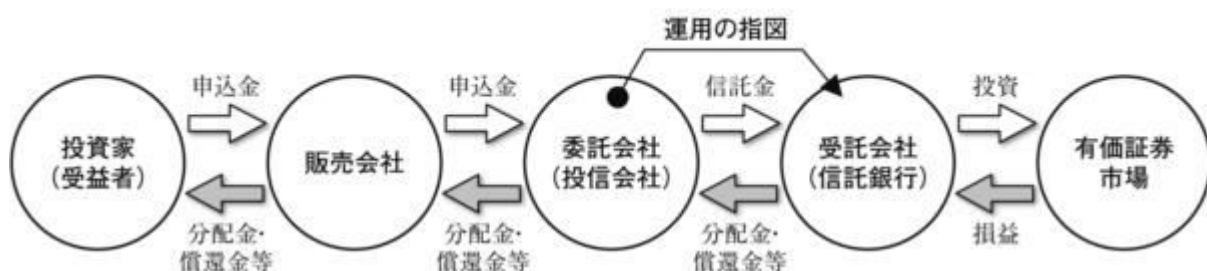 運用の指図
申込金
申込金
信託金
投資
投資家
（受益者）
販売会社
委託会社
（投信会社）
受託会社
（信託銀行）
有価証券
市場
分配金・
償還金等
分配金・
償還金等
分配金・
償還金等
損益